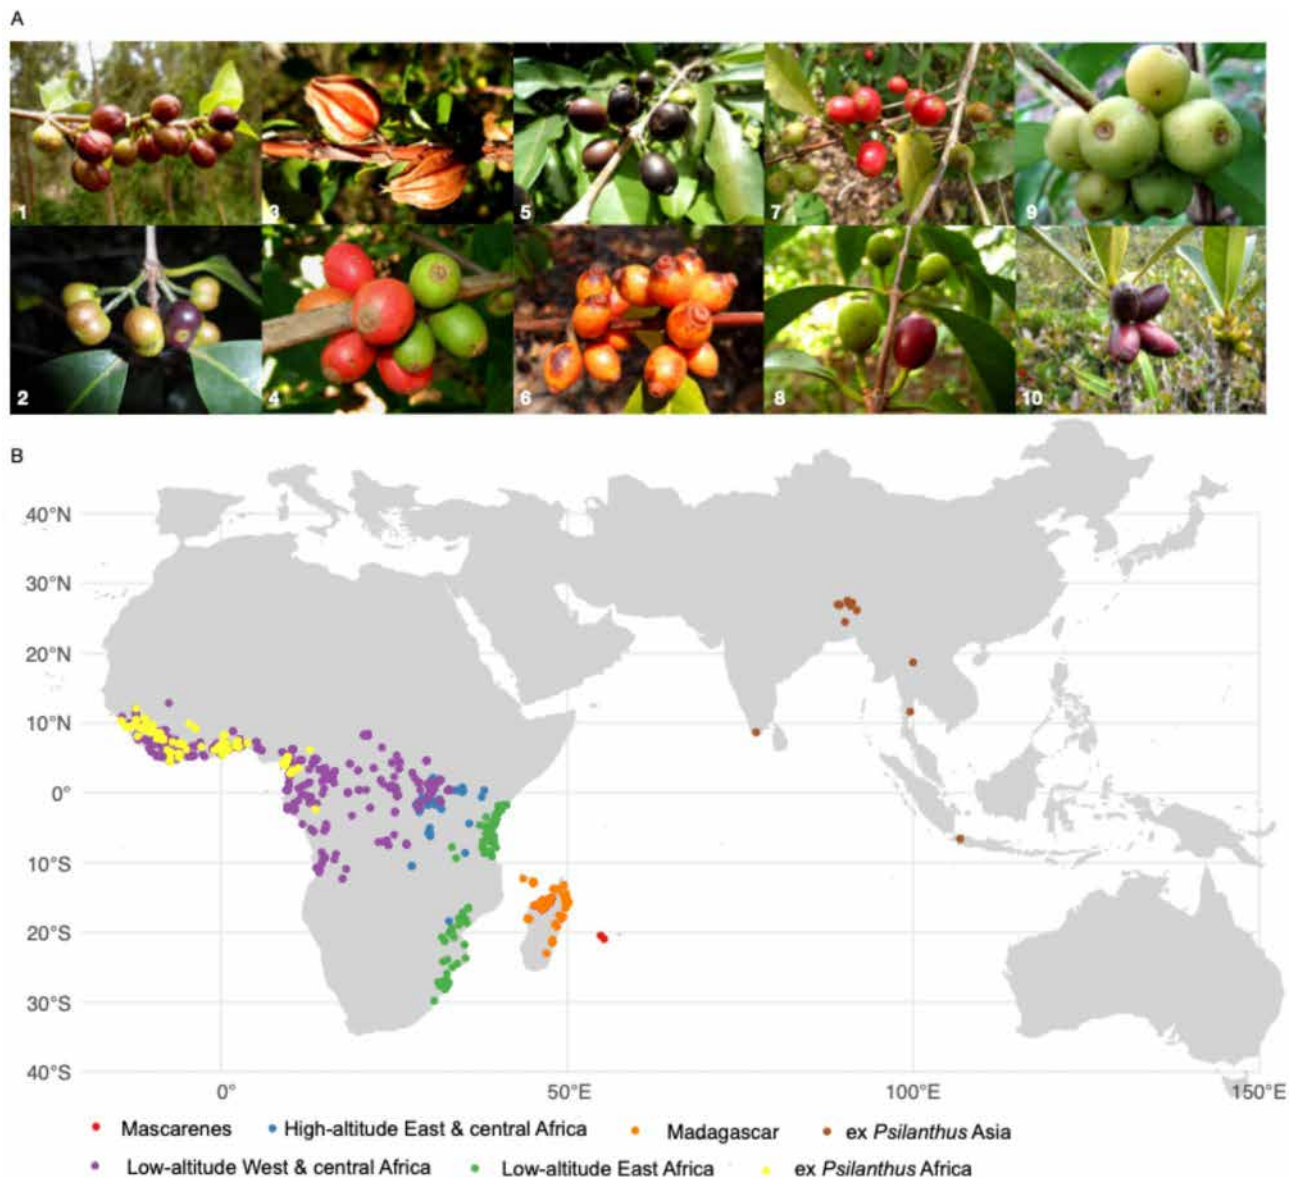 A
1 3 5 7 9
2 4 6 8 10
B
40°N
30°N
20°N
10°N
0°
10°S
20°S
30°S
40°S
0° 50°E 100°E 150°E
Mascarenes High-altitude East & central Africa Madagascar ex Psilanthus Asia
Low-altitude West & central Africa Low-altitude East Africa ex Psilanthus Africa